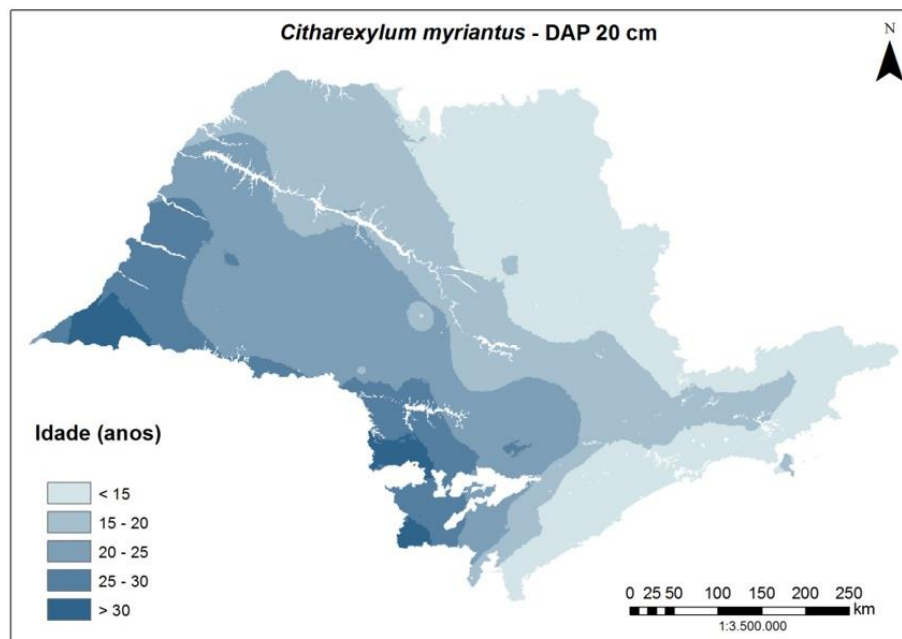 Citharexylum myriantus - DAP 20 cm
N
Idade (anos)
< 15
15 - 20
20 - 25
25 - 30
> 30
0 25 50 100 150 200 250
km
1:3.500.000